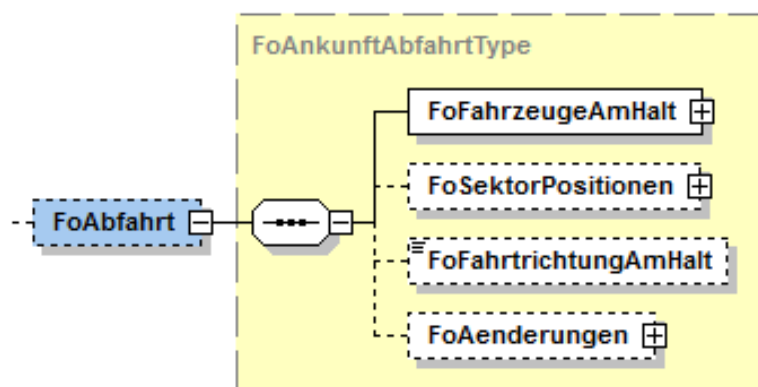 FoAnkunftAbfahrtType
FoFahrzeugeAmHalt
FoSektorPositionen
FoAbfahrt
FoFahrtrichtungAmHalt
FoAenderungen